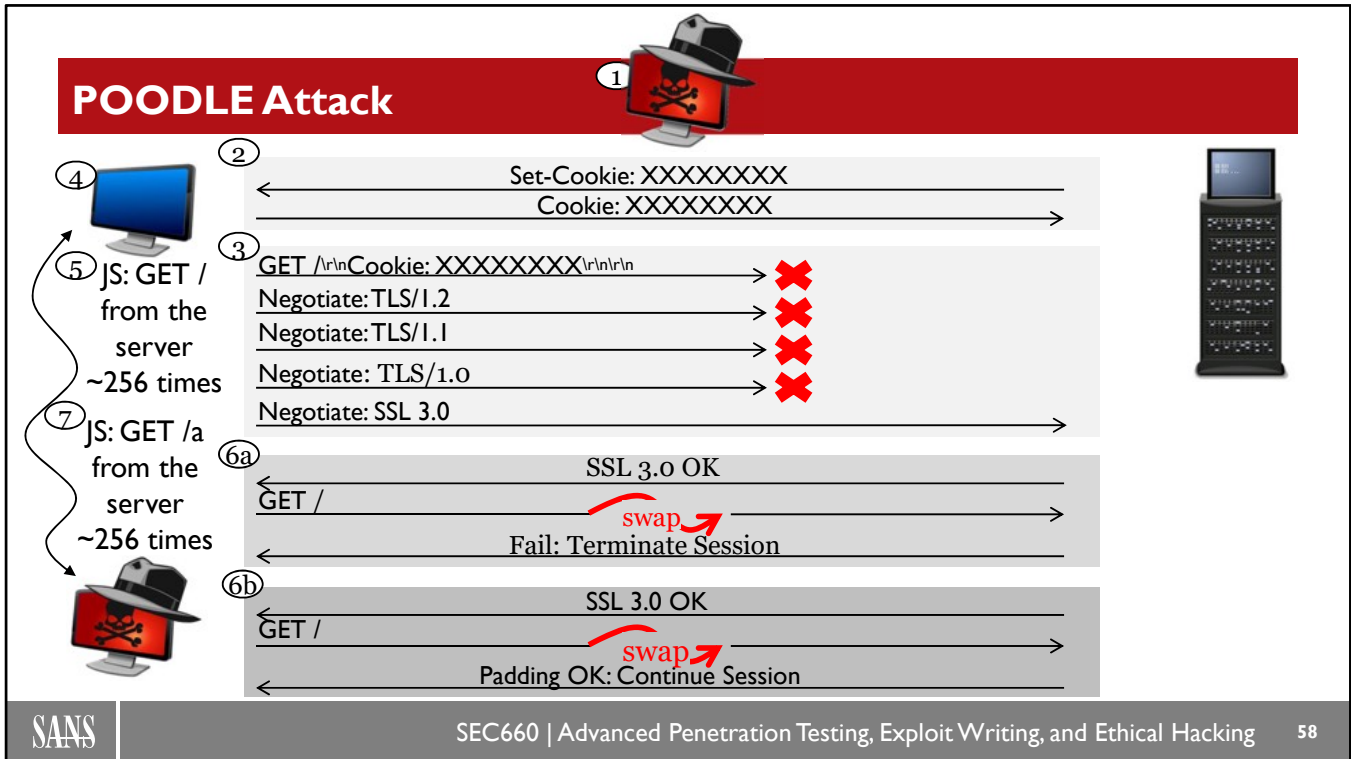 POODLE Attack
1
2
Set-Cookie: XXXXXXXX
Cookie: XXXXXXXX
3
GET /\r\nCookie: XXXXXXXX\r\n\r\n
Negotiate: TLS/1.2
Negotiate: TLS/1.1
Negotiate: TLS/1.0
Negotiate: SSL 3.0
4
5
JS: GET /
from the
server
~256 times
6a
SSL 3.0 OK
GET /
swap
Fail: Terminate Session
7
JS: GET /a
from the
server
~256 times
6b
SSL 3.0 OK
GET /
swap
Padding OK: Continue Session
SANS
SEC660 | Advanced Penetration Testing, Exploit Writing, and Ethical Hacking
58